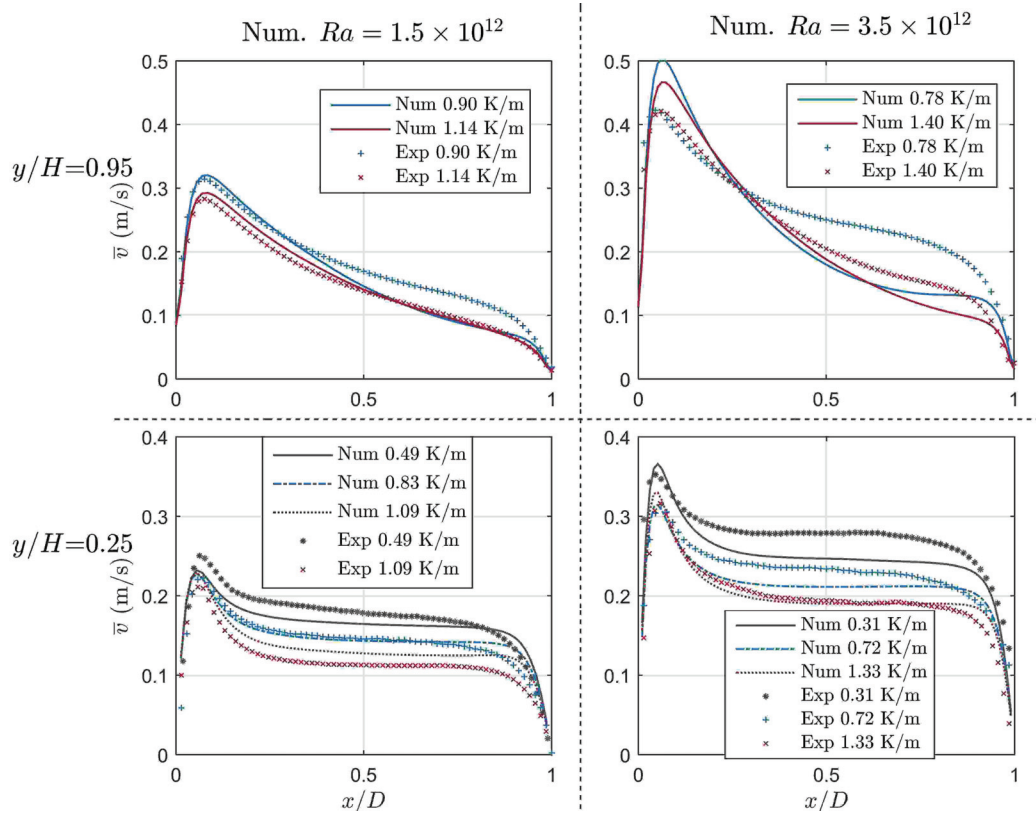 Num. Ra = 1.5 × 10¹²
Num. Ra = 3.5 × 10¹²
y/H=0.95
v̅ (m/s)
0.5
0.4
0.3
0.2
0.1
0
0
0.5
1
Num 0.90 K/m
Num 1.14 K/m
Exp 0.90 K/m
Exp 1.14 K/m
0.5
0.4
0.3
0.2
0.1
0
0
0.5
1
Num 0.78 K/m
Num 1.40 K/m
Exp 0.78 K/m
Exp 1.40 K/m
y/H=0.25
v̅ (m/s)
0.4
0.3
0.2
0.1
0
0
0.5
1
x/D
Num 0.49 K/m
Num 0.83 K/m
Num 1.09 K/m
Exp 0.49 K/m
Exp 1.09 K/m
0.4
0.3
0.2
0.1
0
0
0.5
1
x/D
Num 0.31 K/m
Num 0.72 K/m
Num 1.33 K/m
Exp 0.31 K/m
Exp 0.72 K/m
Exp 1.33 K/m